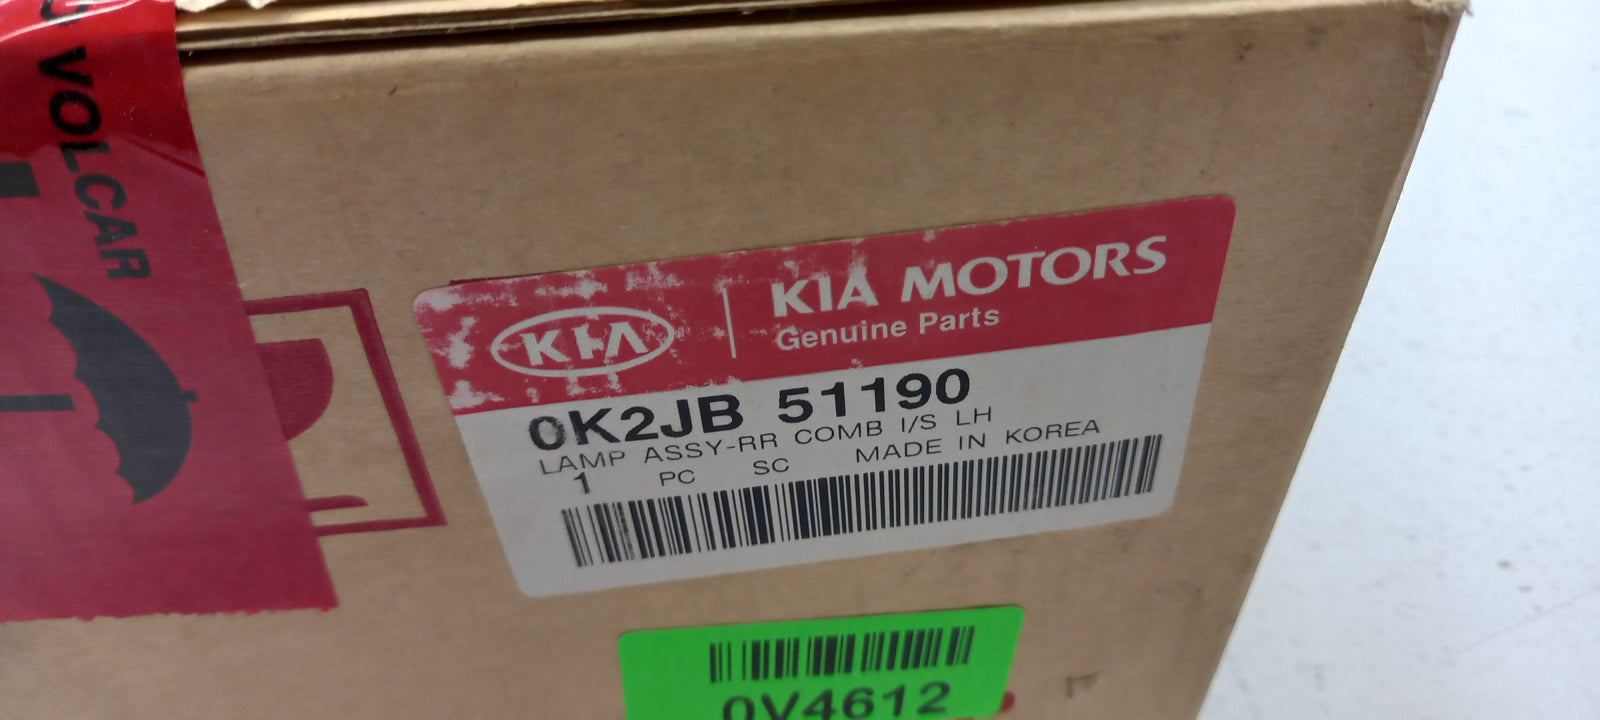 VOLCAR
KIA
KIA MOTORS
Genuine Parts
0K2JB 51190
LAMP ASSY-RR COMB I/S LH
1 PC SC MADE IN KOREA
0V4612